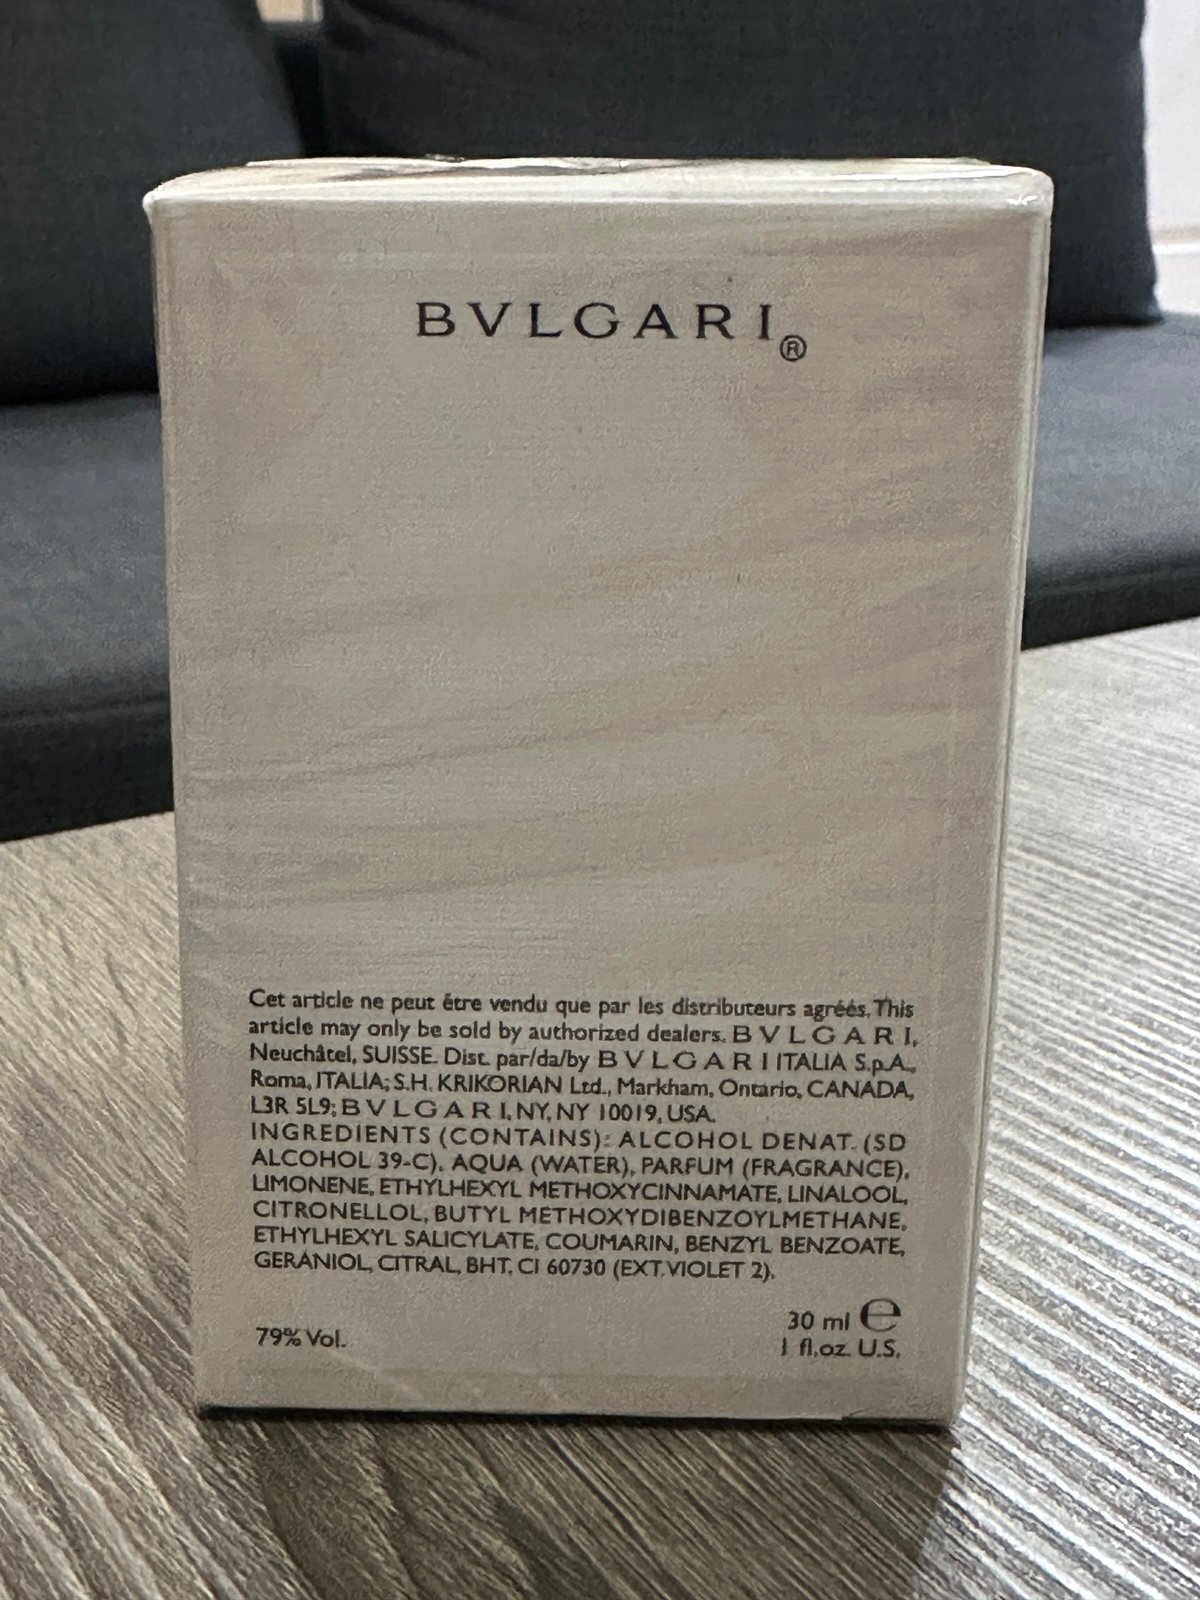 BVLGARI®
Cet article ne peut être vendu que par les distributeurs agréés. This
article may only be sold by authorized dealers. BVLGARI,
Neuchâtel, SUISSE. Dist. par/da/by BVLGARI ITALIA S.p.A.,
Roma, ITALIA; S.H. KRIKORIAN Ltd., Markham, Ontario, CANADA,
L3R 5L9; BVLGARI, NY, NY 10019, USA.
INGREDIENTS (CONTAINS): ALCOHOL DENAT. (SD
ALCOHOL 39-C), AQUA (WATER), PARFUM (FRAGRANCE),
LIMONENE, ETHYLHEXYL METHOXYCINNAMATE, LINALOOL,
CITRONELLOL, BUTYL METHOXYDIBENZOYLMETHANE,
ETHYLHEXYL SALICYLATE, COUMARIN, BENZYL BENZOATE,
GERANIOL, CITRAL, BHT, CI 60730 (EXT. VIOLET 2).
30 ml ℮
79% Vol.
1 fl.oz. U.S.